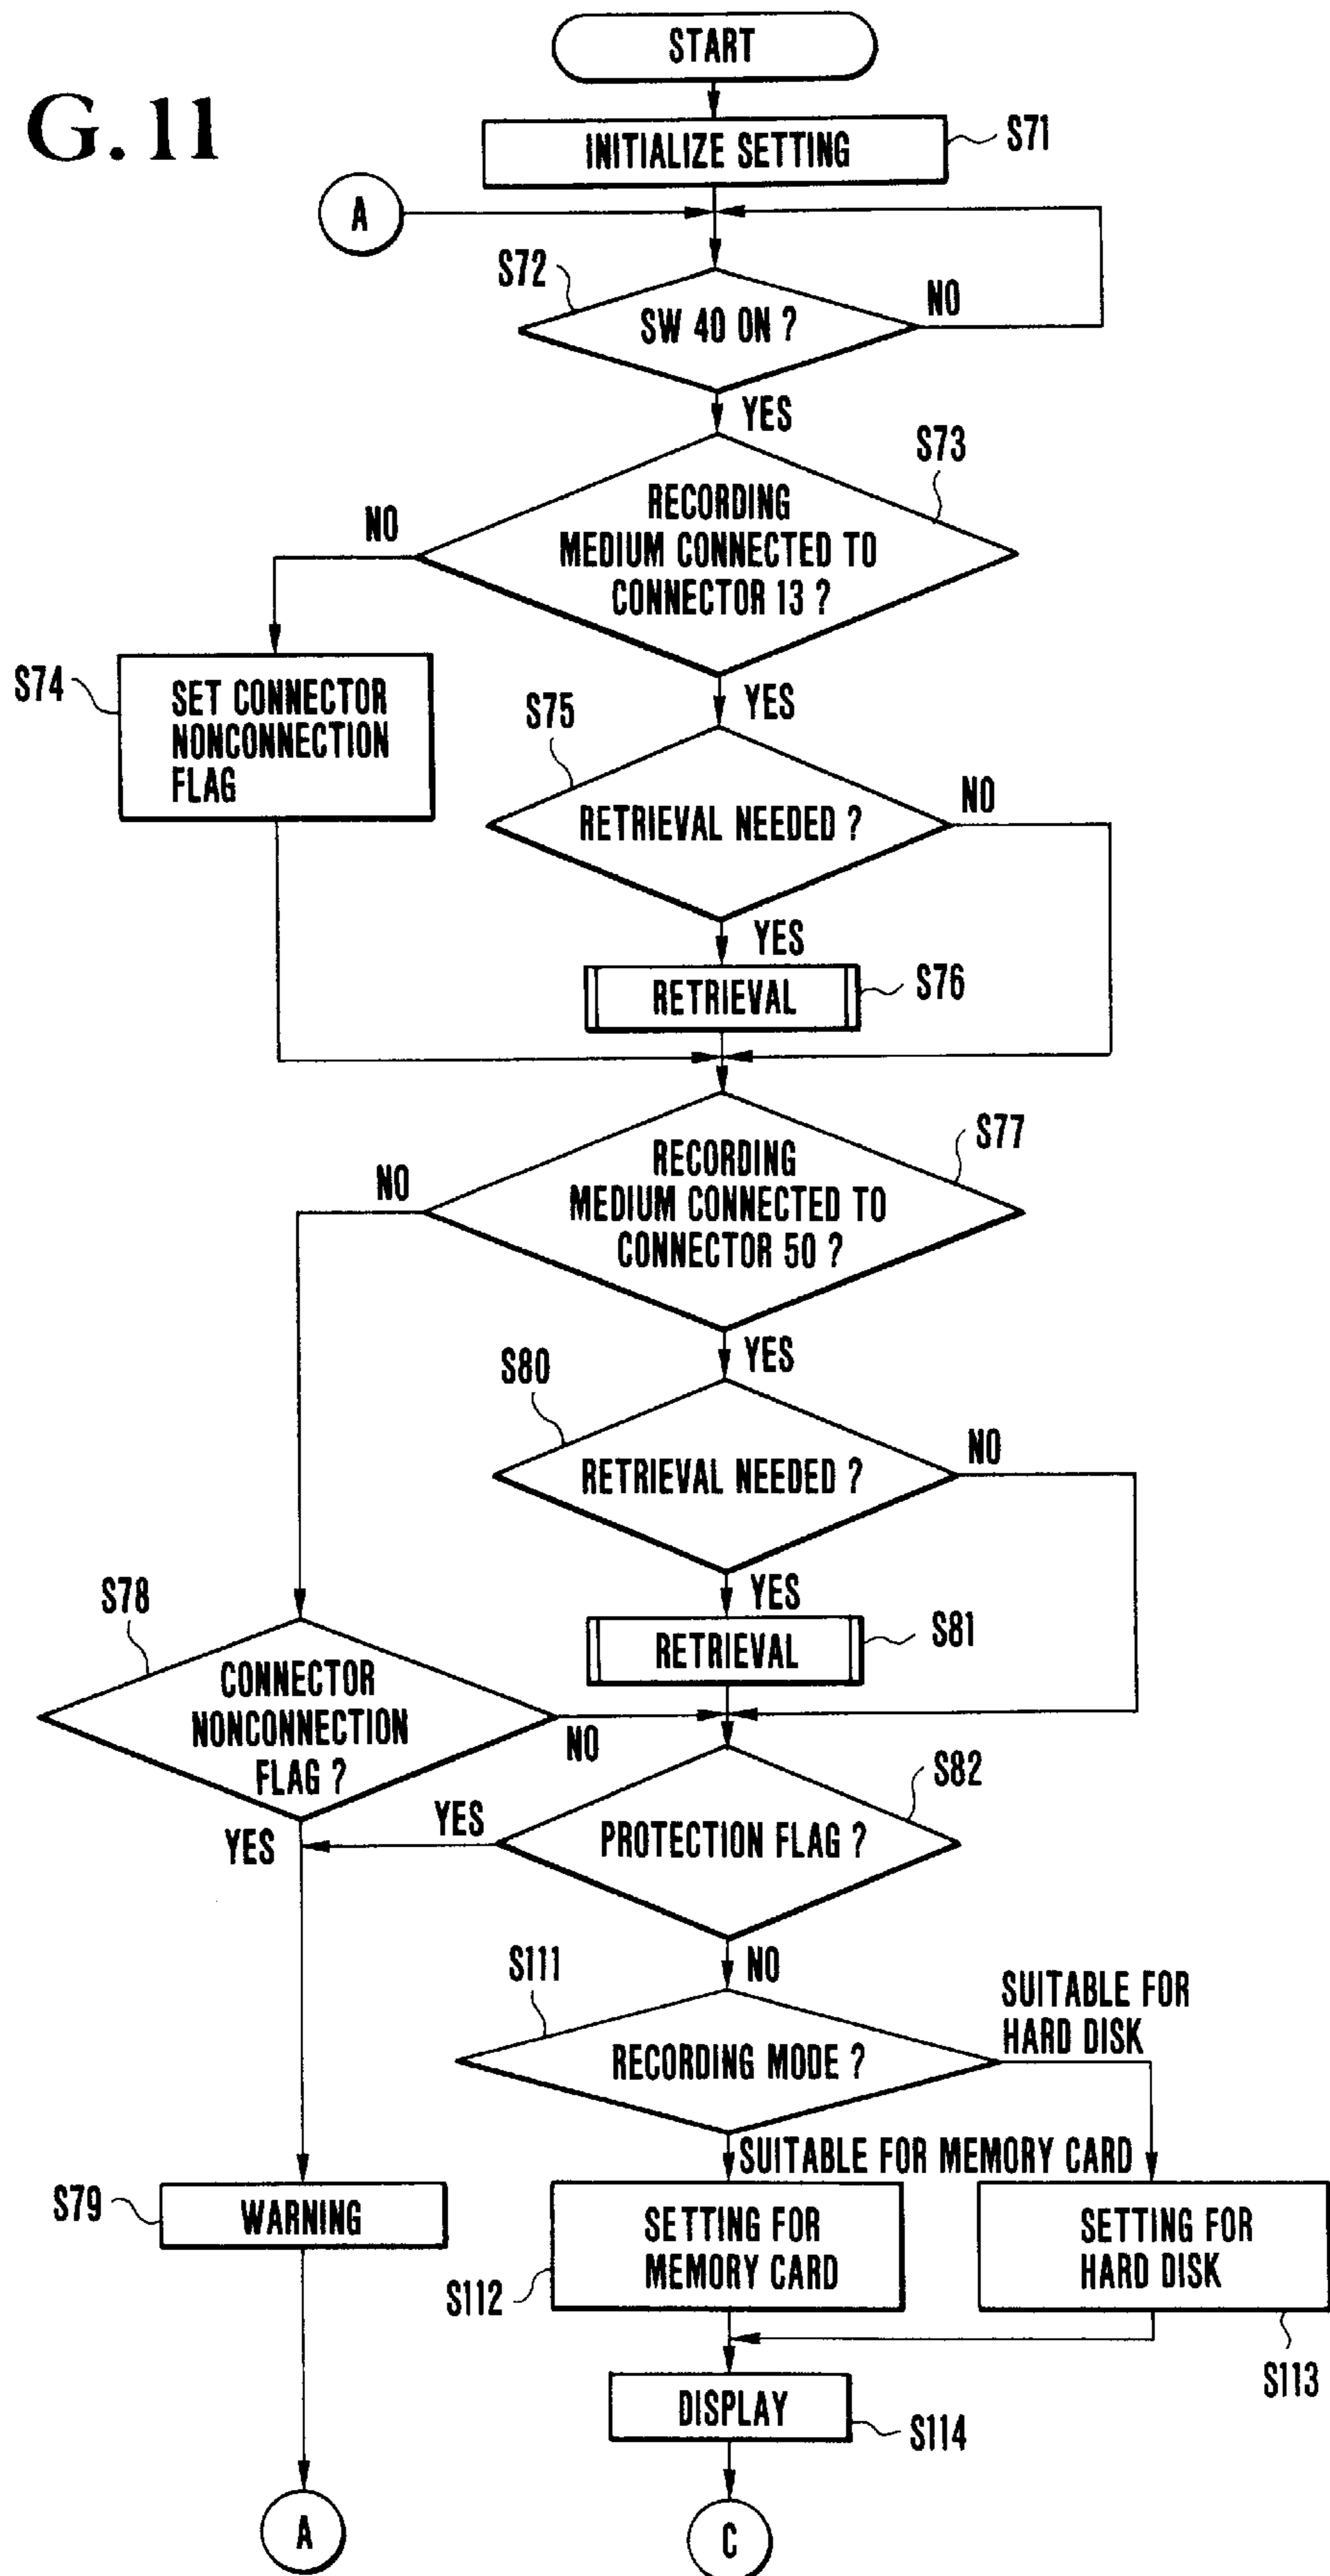 START
G. 11
INITIALIZE SETTING
S71
A
S72
SW 40 ON ?
NO
YES
S73
RECORDING
MEDIUM CONNECTED TO
CONNECTOR 13 ?
NO
S74
SET CONNECTOR
NONCONNECTION
FLAG
YES
S75
RETRIEVAL NEEDED ?
NO
YES
RETRIEVAL
S76
S77
RECORDING
MEDIUM CONNECTED TO
CONNECTOR 50 ?
NO
YES
S80
RETRIEVAL NEEDED ?
NO
YES
S78
RETRIEVAL
S81
CONNECTOR
NONCONNECTION
FLAG ?
NO
YES
S82
PROTECTION FLAG ?
YES
NO
S111
RECORDING MODE ?
SUITABLE FOR
HARD DISK
SUITABLE FOR MEMORY CARD
S79
WARNING
SETTING FOR
MEMORY CARD
S112
SETTING FOR
HARD DISK
S113
DISPLAY
S114
A
C